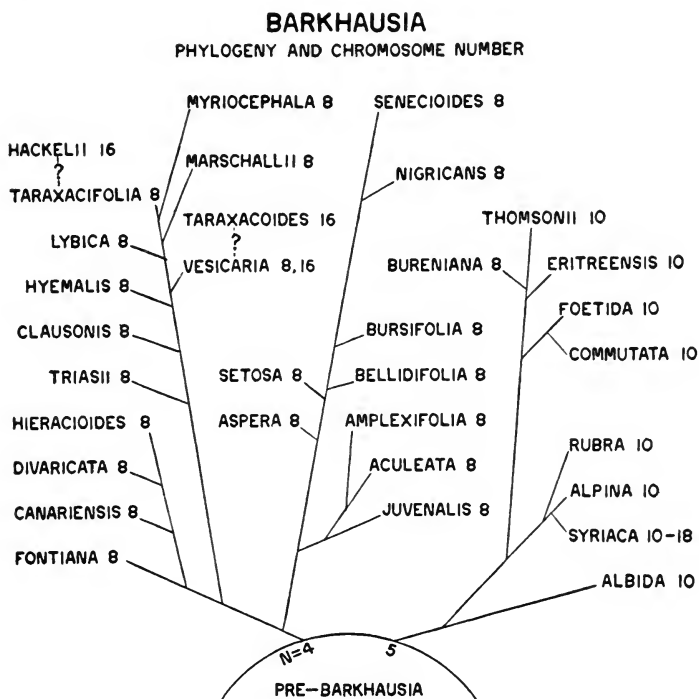 BARKHAUSIA
PHYLOGENY AND CHROMOSOME NUMBER
MYRIOCEPHALA 8
SENECIOIDES 8
HACKELII 16
?
TARAXACIFOLIA 8
MARSCHALLII 8
NIGRICANS 8
TARAXACOIDES 16
?
THOMSONII 10
LYBICA 8
VESICARIA 8,16
BURENIANA 8
ERITREENSIS 10
HYEMALIS 8
FOETIDA 10
CLAUSONIS 8
BURSIFOLIA 8
COMMUTATA 10
TRIASII 8
SETOSA 8
BELLIDIFOLIA 8
HIERACIOIDES 8
ASPERA 8
AMPLEXIFOLIA 8
RUBRA 10
DIVARICATA 8
ACULEATA 8
ALPINA 10
CANARIENSIS 8
JUVENALIS 8
SYRIACA 10-18
FONTIANA 8
ALBIDA 10
N=4
5
PRE-BARKHAUSIA